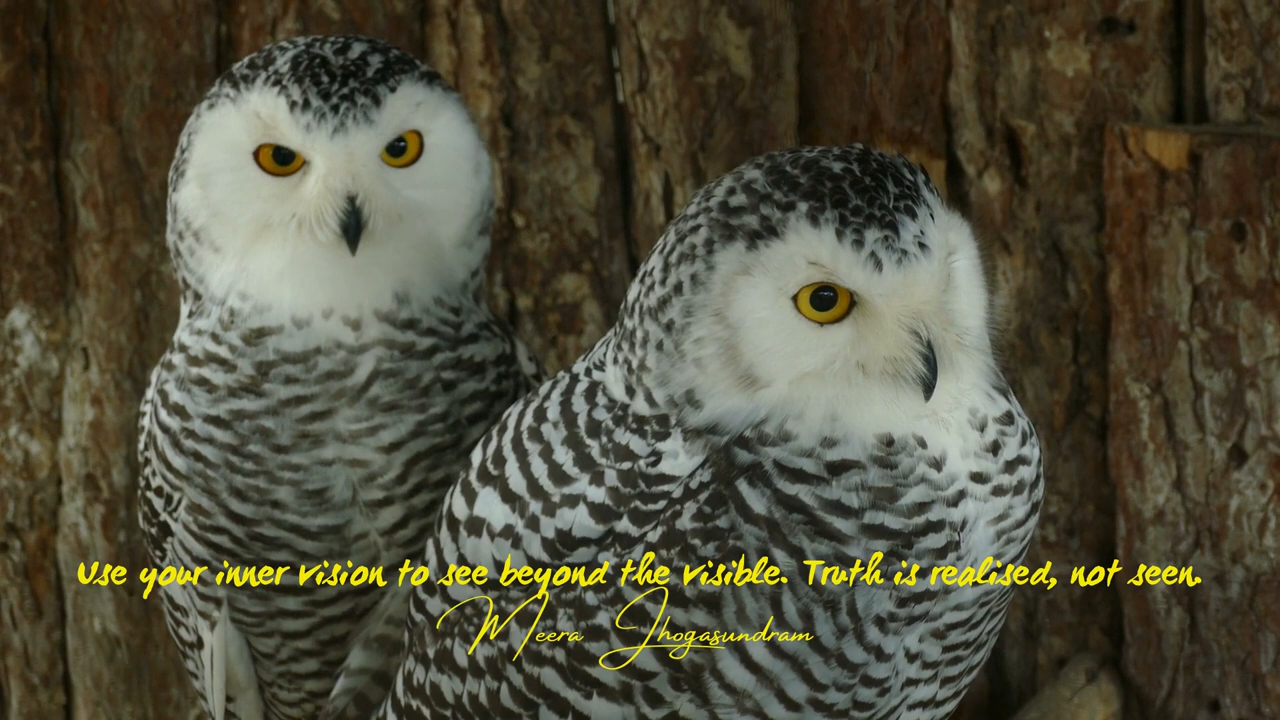 Use your inner vision to see beyond the visible. Truth is realised, not seen.
Meera Jhogasundram